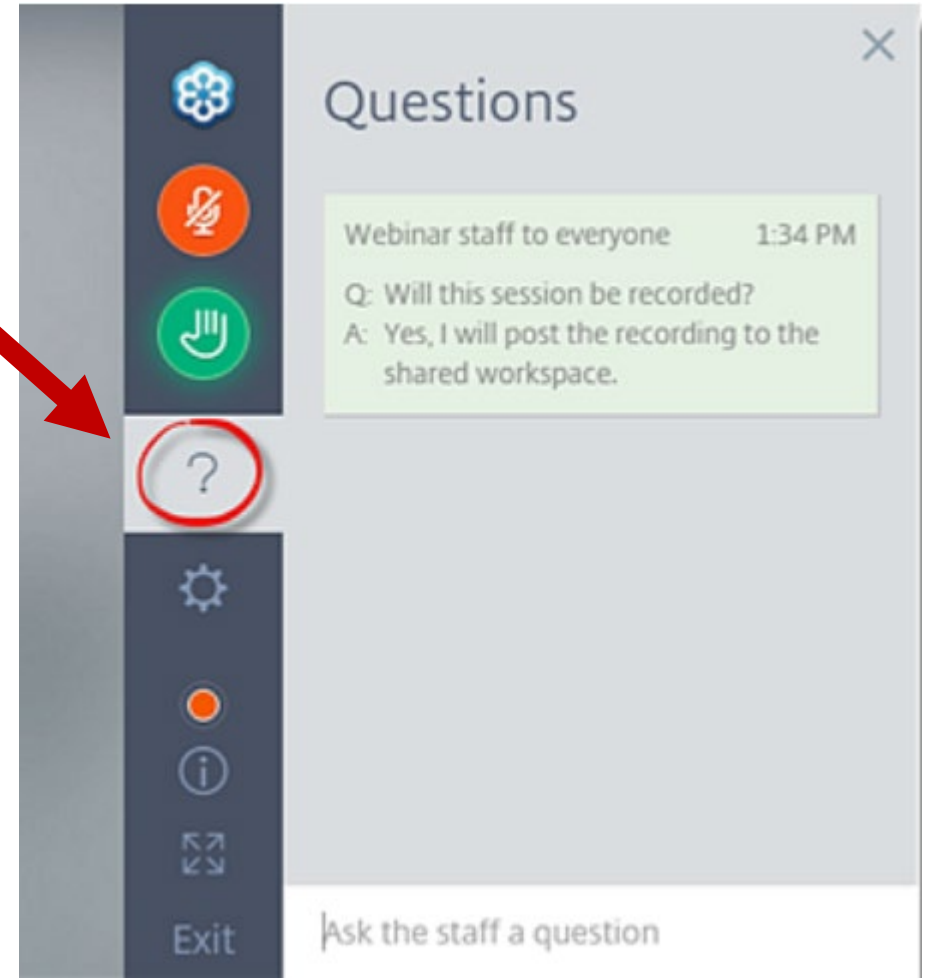 Questions
Webinar staff to everyone 1:34 PM
Q: Will this session be recorded?
A: Yes, I will post the recording to the
shared workspace.
?
i
Exit
Ask the staff a question